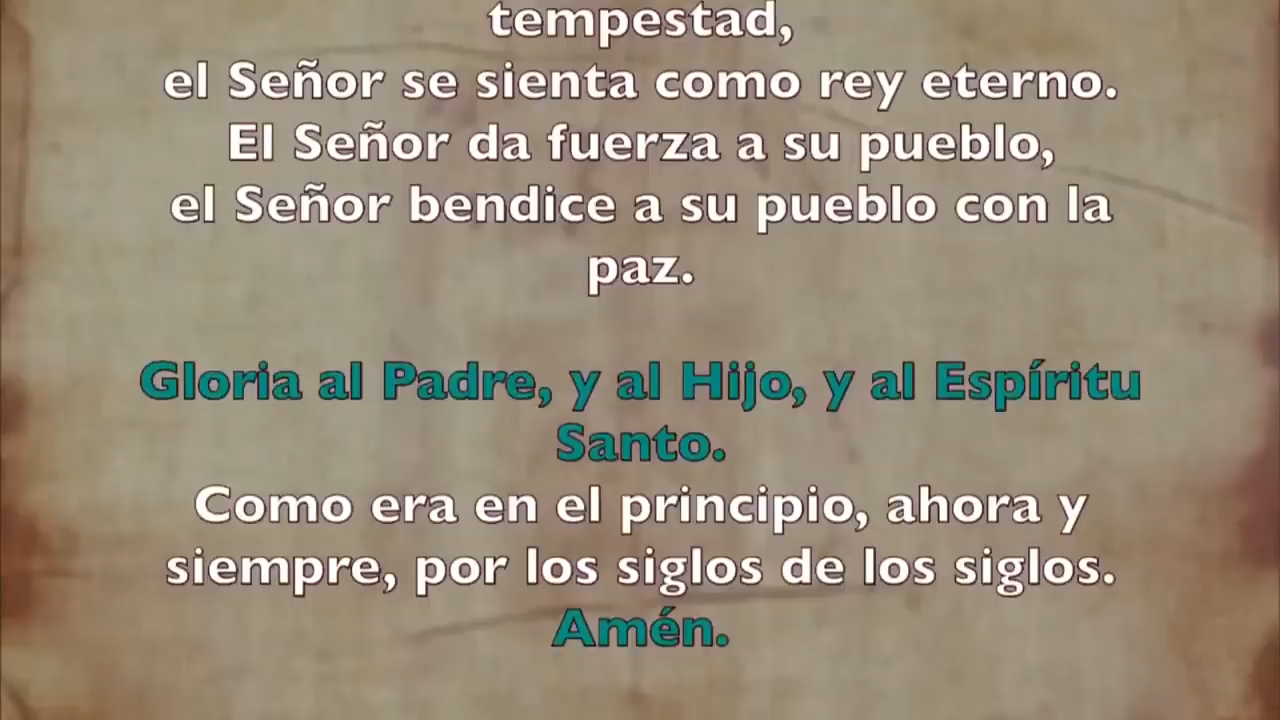 tempestad,
el Señor se sienta como rey eterno.
El Señor da fuerza a su pueblo,
el Señor bendice a su pueblo con la
paz.
Gloria al Padre, y al Hijo, y al Espíritu
Santo.
Como era en el principio, ahora y
siempre, por los siglos de los siglos.
Amén.